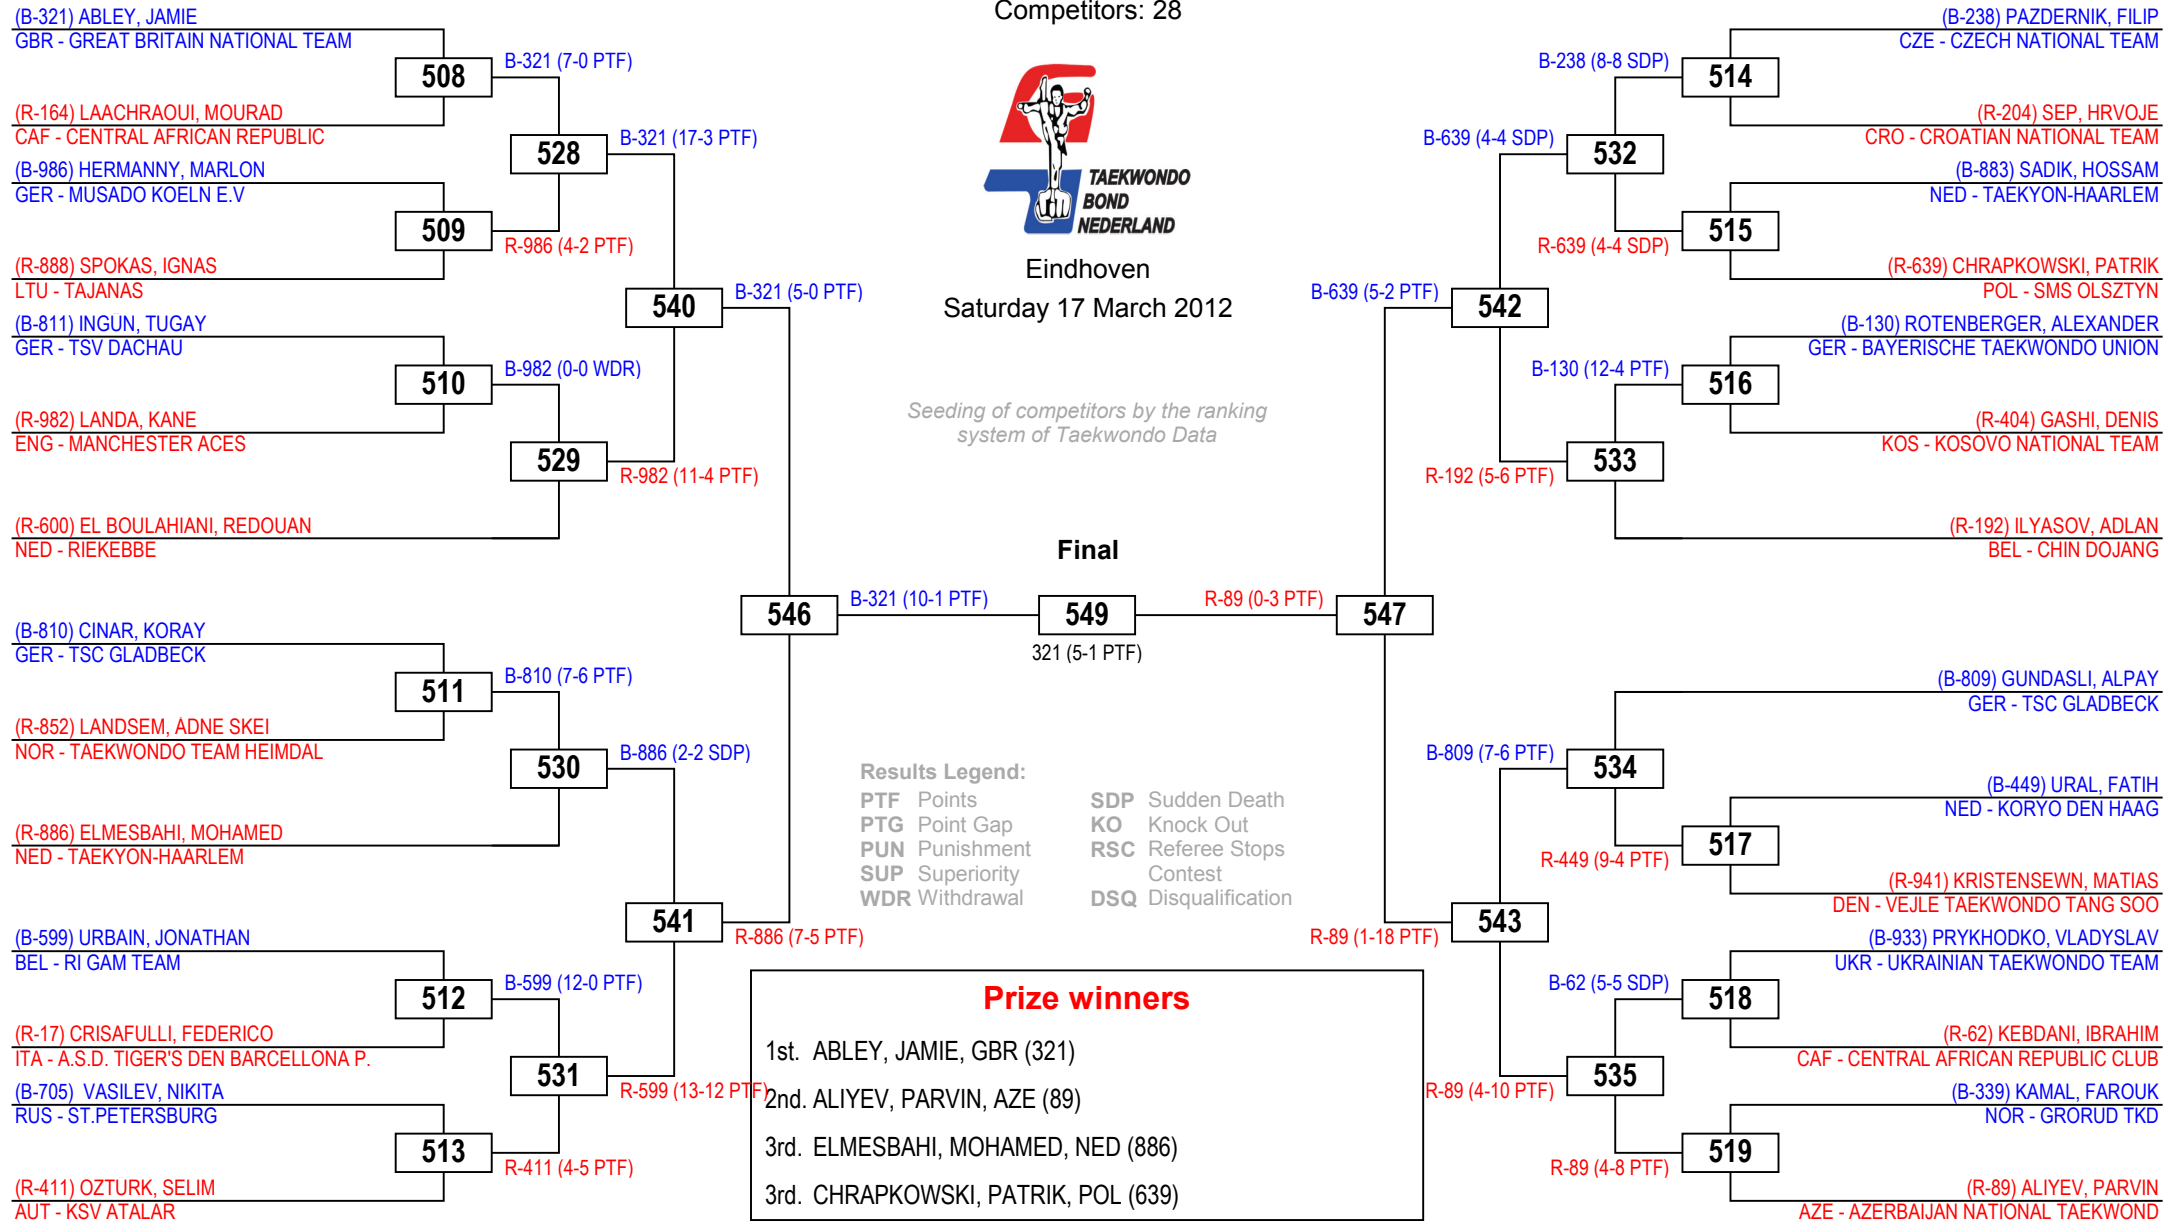 Competitors: 28
TAEKWONDO
BOND
NEDERLAND
Eindhoven
Saturday 17 March 2012
Seeding of competitors by the ranking
system of Taekwondo Data
(B-321) ABLEY, JAMIE
GBR - GREAT BRITAIN NATIONAL TEAM
508
B-321 (7-0 PTF)
(R-164) LAACHRAOUI, MOURAD
CAF - CENTRAL AFRICAN REPUBLIC
528
B-321 (17-3 PTF)
(B-986) HERMANNY, MARLON
GER - MUSADO KOELN E.V
509
R-986 (4-2 PTF)
(R-888) SPOKAS, IGNAS
LTU - TAJANAS
540
B-321 (5-0 PTF)
(B-811) INGÜN, TUGAY
GER - TSV DACHAU
510
B-982 (0-0 WDR)
(R-982) LANDA, KANE
ENG - MANCHESTER ACES
529
R-982 (11-4 PTF)
(R-600) EL BOULAHIANI, REDOUAN
NED - RIEKEBBE
546
B-321 (10-1 PTF)
(B-810) CINAR, KORAY
GER - TSC GLADBECK
511
B-810 (7-6 PTF)
(R-852) LANDSEM, ADNE SKEI
NOR - TAEKWONDO TEAM HEIMDAL
530
B-886 (2-2 SDP)
(R-886) ELMESBAHI, MOHAMED
NED - TAEKYON-HAARLEM
541
R-886 (7-5 PTF)
(B-599) URBAIN, JONATHAN
BEL - RI GAM TEAM
512
B-599 (12-0 PTF)
(R-17) CRISAFULLI, FEDERICO
ITA - A.S.D. TIGER'S DEN BARCELLONA P.
531
R-599 (13-12 PTF)
(B-705)  VASILEV, NIKITA
RUS - ST.PETERSBURG
513
R-411 (4-5 PTF)
(R-411) OZTURK, SELIM
AUT - KSV ATALAR
Final
549
321 (5-1 PTF)
(B-238) PAZDERNIK, FILIP
CZE - CZECH NATIONAL TEAM
B-238 (8-8 SDP)
514
(R-204) SEP, HRVOJE
CRO - CROATIAN NATIONAL TEAM
B-639 (4-4 SDP)
532
(B-883) SADIK, HOSSAM
NED - TAEKYON-HAARLEM
R-639 (4-4 SDP)
515
(R-639) CHRAPKOWSKI, PATRIK
POL - SMS OLSZTYN
B-639 (5-2 PTF)
542
(B-130) ROTENBERGER, ALEXANDER
GER - BAYERISCHE TAEKWONDO UNION
B-130 (12-4 PTF)
516
(R-404) GASHI, DENIS
KOS - KOSOVO NATIONAL TEAM
R-192 (5-6 PTF)
533
(R-192) ILYASOV, ADLAN
BEL - CHIN DOJANG
R-89 (0-3 PTF)
547
(B-809) GUNDASLI, ALPAY
GER - TSC GLADBECK
B-809 (7-6 PTF)
534
(B-449) URAL, FATIH
NED - KORYO DEN HAAG
R-449 (9-4 PTF)
517
(R-941) KRISTENSEWN, MATIAS
DEN - VEJLE TAEKWONDO TANG SOO
R-89 (1-18 PTF)
543
(B-933) PRYKHODKO, VLADYSLAV
UKR - UKRAINIAN TAEKWONDO TEAM
B-62 (5-5 SDP)
518
(R-62) KEBDANI, IBRAHIM
CAF - CENTRAL AFRICAN REPUBLIC CLUB
R-89 (4-10 PTF)
535
(B-339) KAMAL, FAROUK
NOR - GRORUD TKD
R-89 (4-8 PTF)
519
(R-89) ALIYEV, PARVIN
AZE - AZERBAIJAN NATIONAL TAEKWOND
Results Legend:
PTF Points SDP Sudden Death
PTG Point Gap KO Knock Out
PUN Punishment RSC Referee Stops
SUP Superiority Contest
WDR Withdrawal DSQ Disqualification
Prize winners
1st. ABLEY, JAMIE, GBR (321)
2nd. ALIYEV, PARVIN, AZE (89)
3rd. ELMESBAHI, MOHAMED, NED (886)
3rd. CHRAPKOWSKI, PATRIK, POL (639)